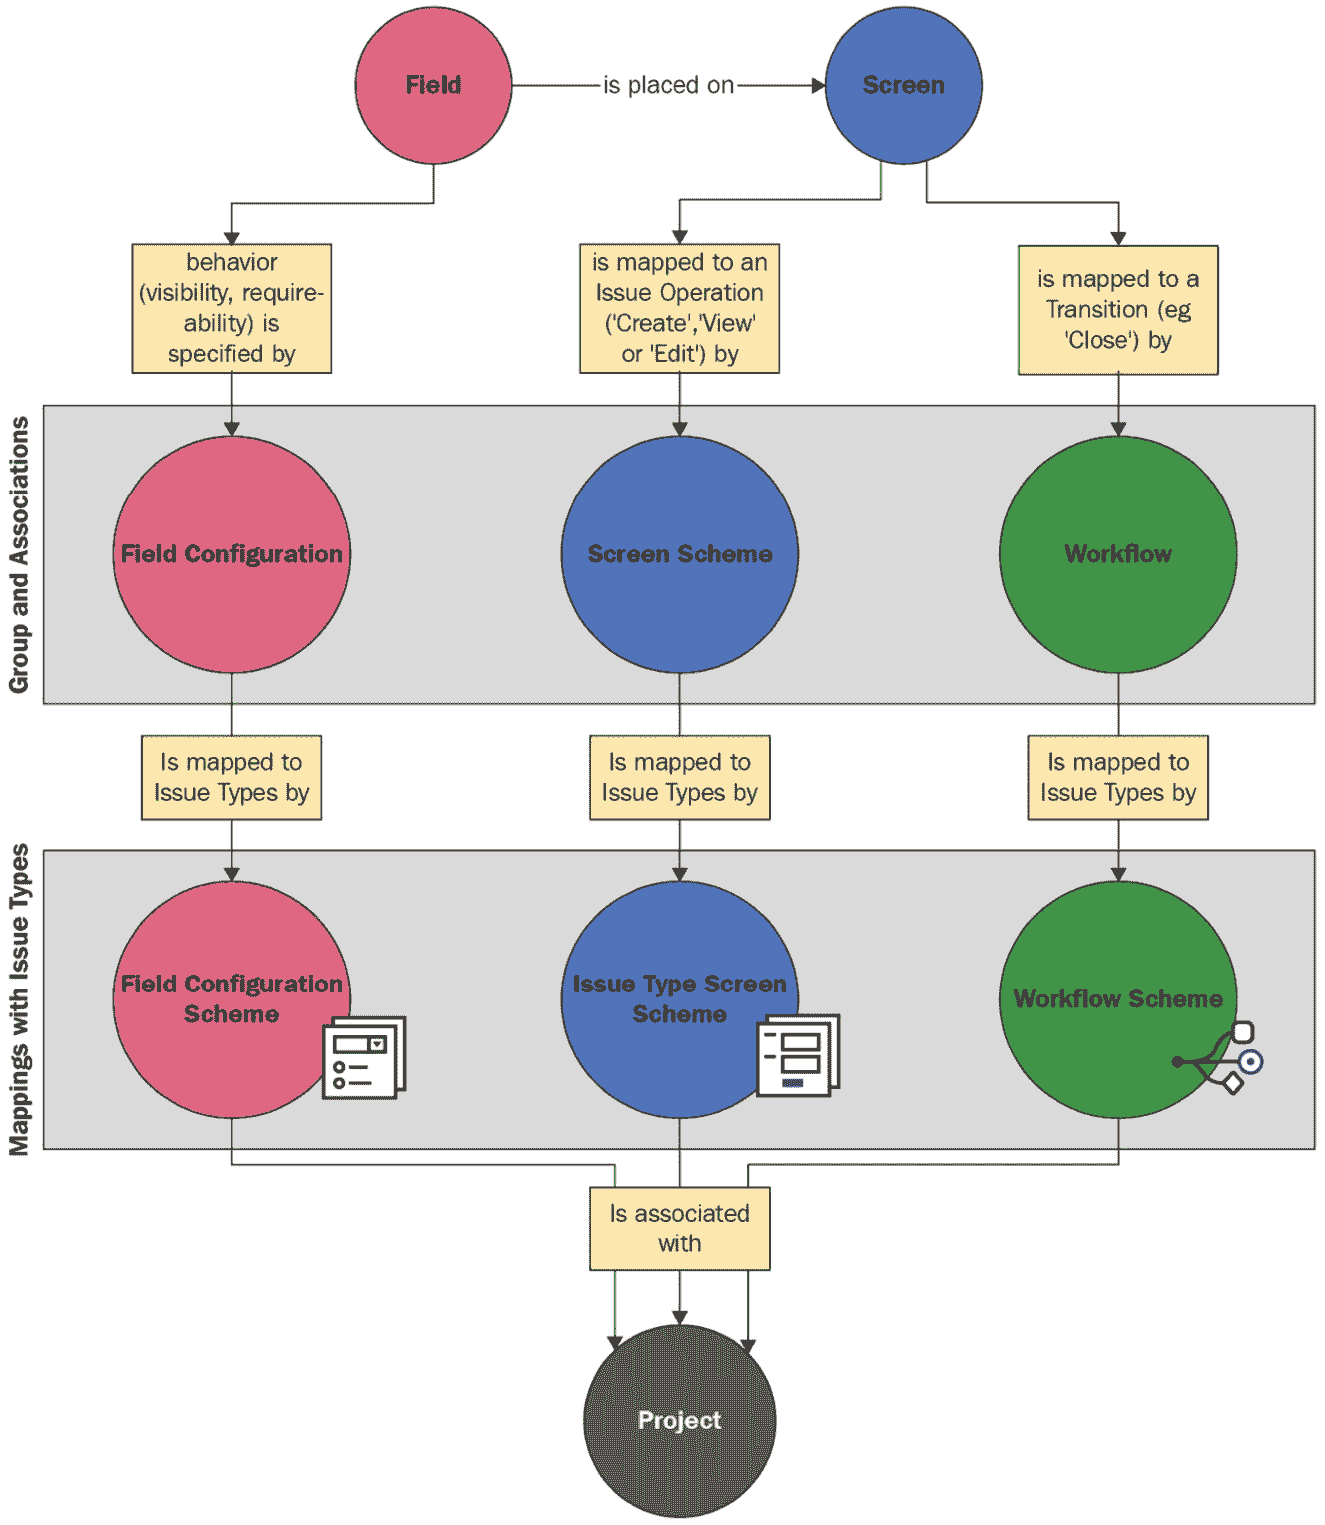 Field
is placed on
Screen
behavior
(visibility, require-
ability) is
specified by
is mapped to an
Issue Operation
('Create','View'
or 'Edit') by
is mapped to a
Transition (eg
'Close') by
Group and Associations
Field Configuration
Screen Scheme
Workflow
Is mapped to
Issue Types by
Is mapped to
Issue Types by
Is mapped to
Issue Types by
Mappings with Issue Types
Field Configuration
Scheme
Issue Type Screen
Scheme
Workflow Scheme
Is associated
with
Project